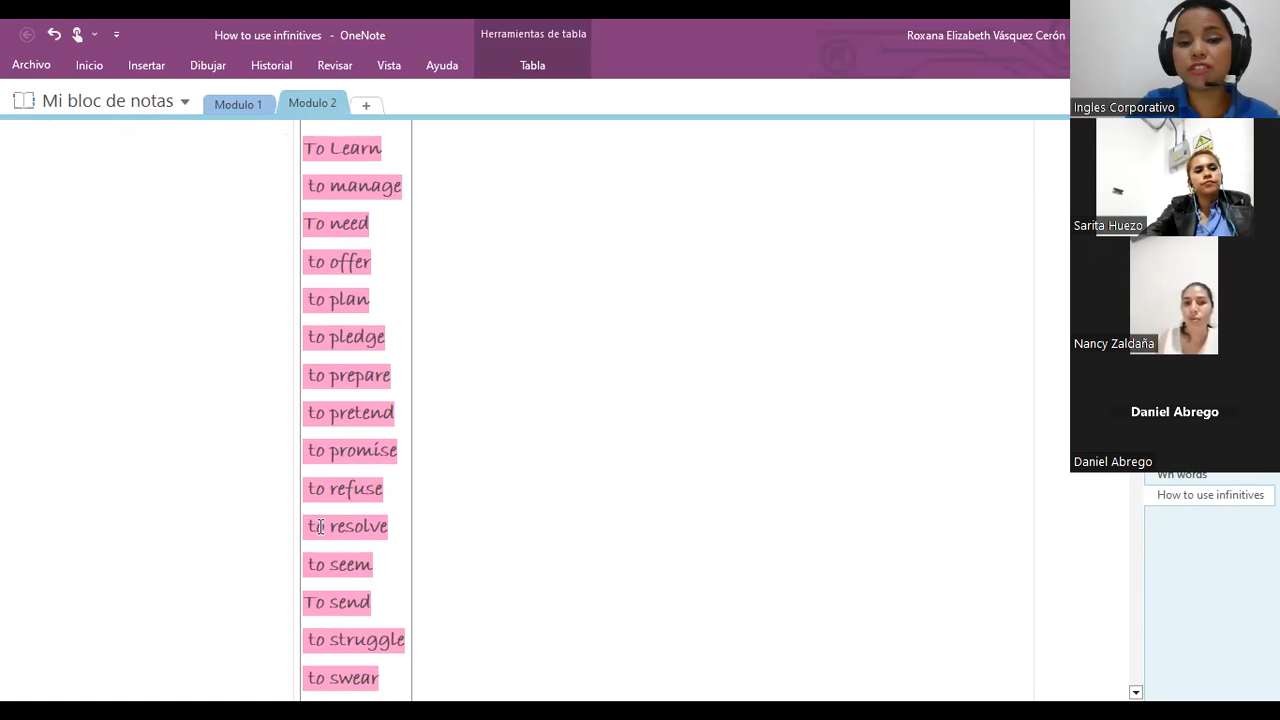 How to use infinitives - OneNote
Herramientas de tabla
Roxana Elizabeth Vásquez Cerón
Archivo
Inicio
Insertar
Dibujar
Historial
Revisar
Vista
Ayuda
Tabla
Mi bloc de notas
Modulo 1
Modulo 2
To Learn
to manage
To need
to offer
to plan
to pledge
to prepare
to pretend
to promise
to refuse
to resolve
to seem
To send
to struggle
to swear
Ingles Corporativo
Sarita Huezo
Nancy Zaldaña
Daniel Abrego
Daniel Abrego
Wh words
How to use infinitives